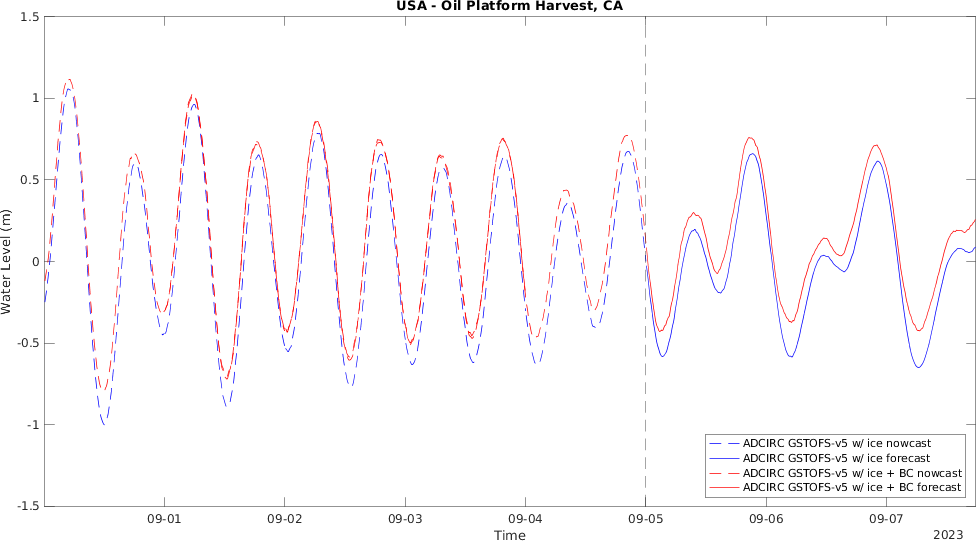 USA - Oil Platform Harvest, CA
1.5
1
0.5
0
-0.5
-1
-1.5
Water Level (m)
ADCIRC GSTOFS-v5 w/ ice nowcast
ADCIRC GSTOFS-v5 w/ ice forecast
ADCIRC GSTOFS-v5 w/ ice + BC nowcast
ADCIRC GSTOFS-v5 w/ ice + BC forecast
09-01 09-02 09-03 09-04 09-05 09-06 09-07
Time
2023